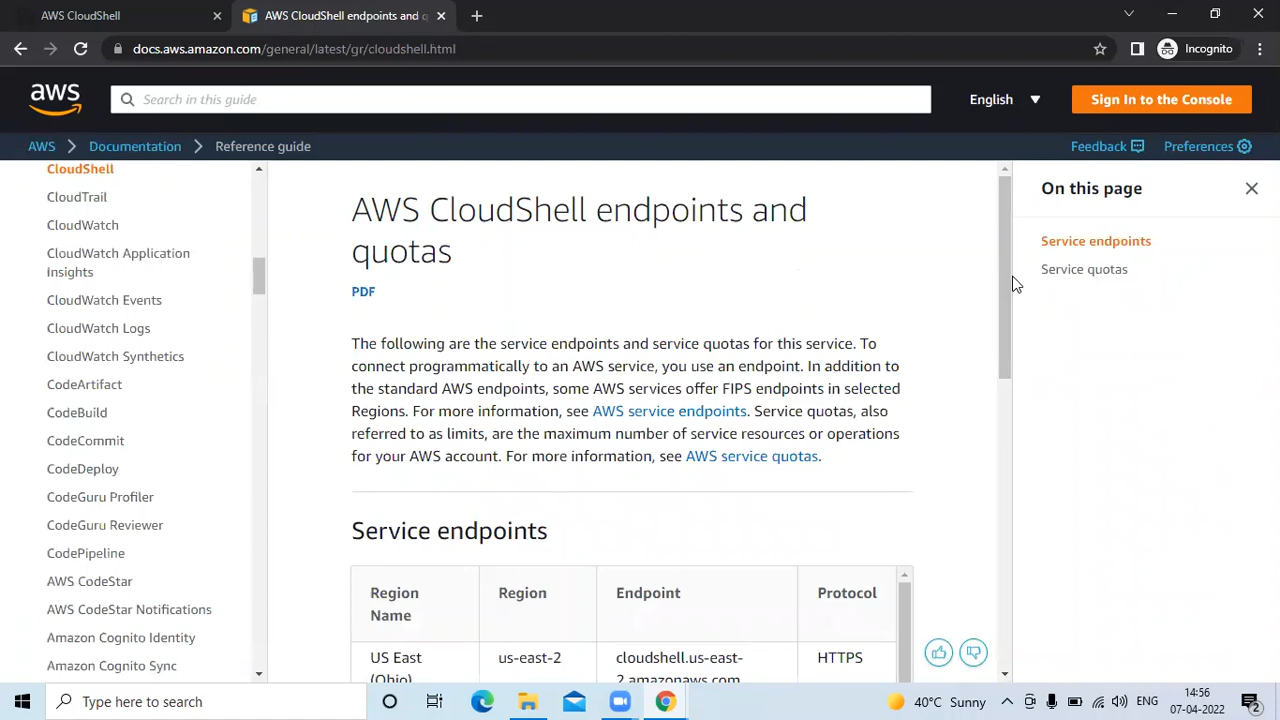 AWS CloudShell
AWS CloudShell endpoints and q
docs.aws.amazon.com/general/latest/gr/cloudshell.html
Incognito
aws
Search in this guide
English
Sign In to the Console
AWS
Documentation
Reference guide
Feedback
Preferences
CloudShell
CloudTrail
CloudWatch
CloudWatch Application
Insights
CloudWatch Events
CloudWatch Logs
CloudWatch Synthetics
CodeArtifact
CodeBuild
CodeCommit
CodeDeploy
CodeGuru Profiler
CodeGuru Reviewer
CodePipeline
AWS CodeStar
AWS CodeStar Notifications
Amazon Cognito Identity
Amazon Cognito Sync
AWS CloudShell endpoints and
quotas
PDF
The following are the service endpoints and service quotas for this service. To
connect programmatically to an AWS service, you use an endpoint. In addition to
the standard AWS endpoints, some AWS services offer FIPS endpoints in selected
Regions. For more information, see AWS service endpoints. Service quotas, also
referred to as limits, are the maximum number of service resources or operations
for your AWS account. For more information, see AWS service quotas.
Service endpoints
Region
Name
Region
Endpoint
Protocol
US East
(Ohio)
us-east-2
cloudshell.us-east-
2.amazonaws.com
HTTPS
On this page
Service endpoints
Service quotas
Type here to search
40°C Sunny
ENG
14:56
07-04-2022
2